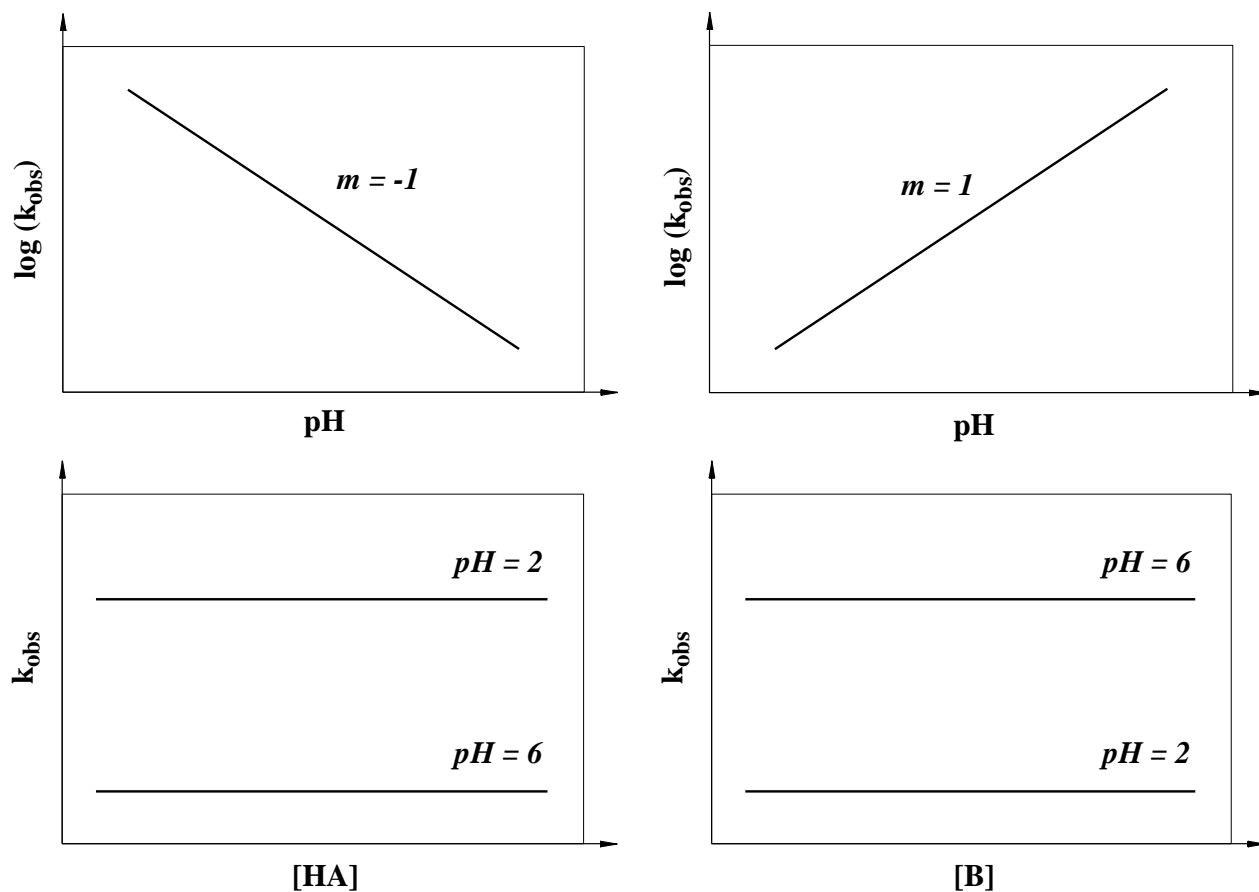 log (kobs)
m = -1
pH
log (kobs)
m = 1
pH
kobs
pH = 2
pH = 6
[HA]
kobs
pH = 6
pH = 2
[B]